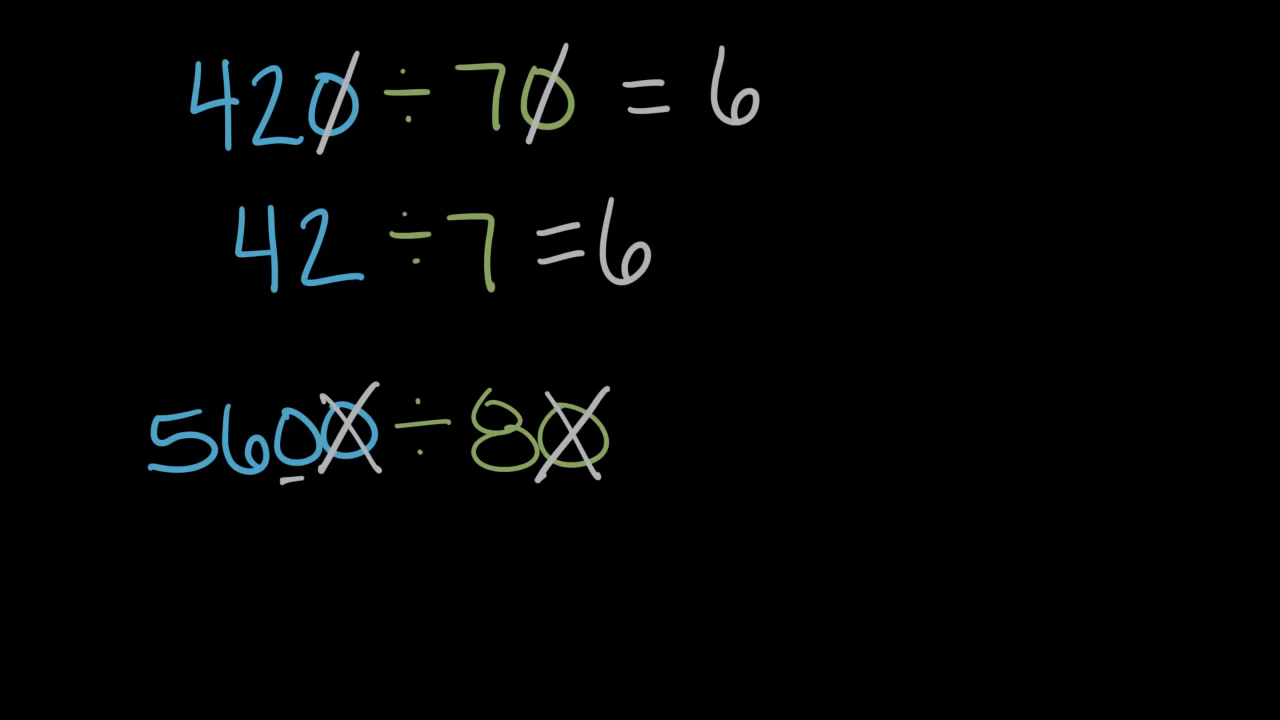 420 ÷ 70 = 6
42 ÷ 7 = 6
5600 ÷ 80